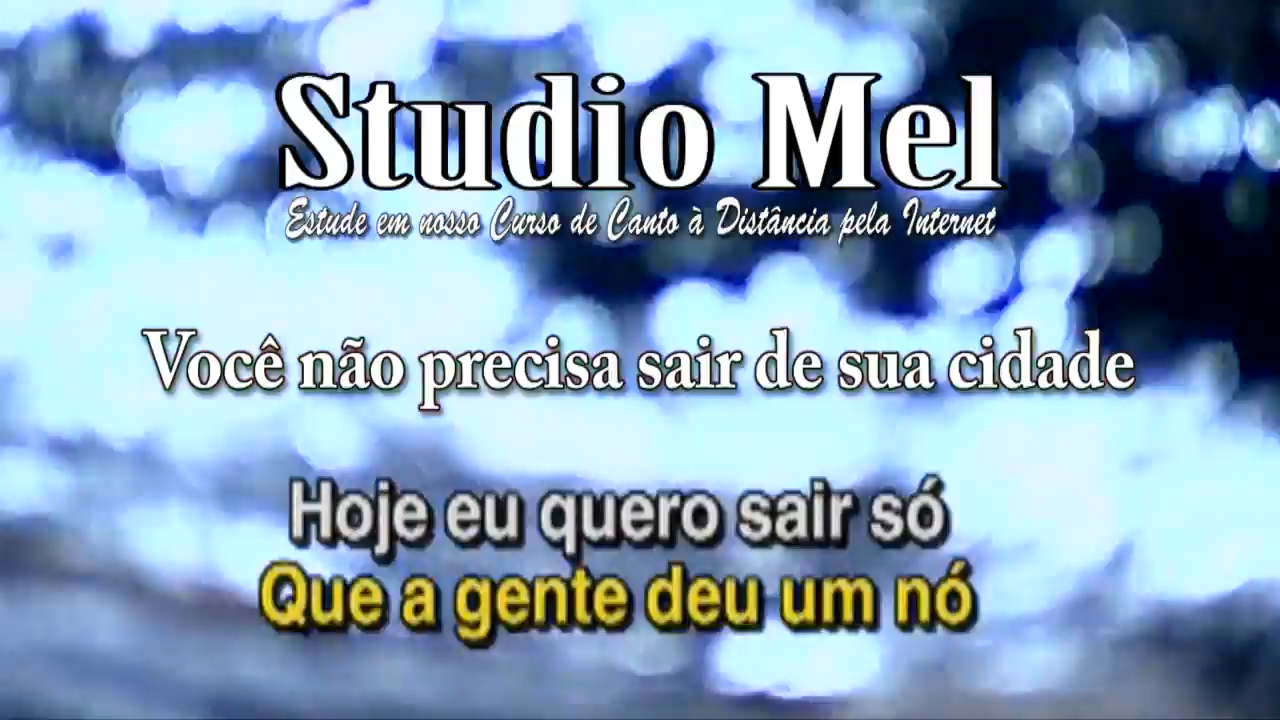 Studio Mel
Estude em nosso Curso de Canto à Distância pela Internet
Você não precisa sair de sua cidade
Hoje eu quero sair só
Que a gente deu um nó